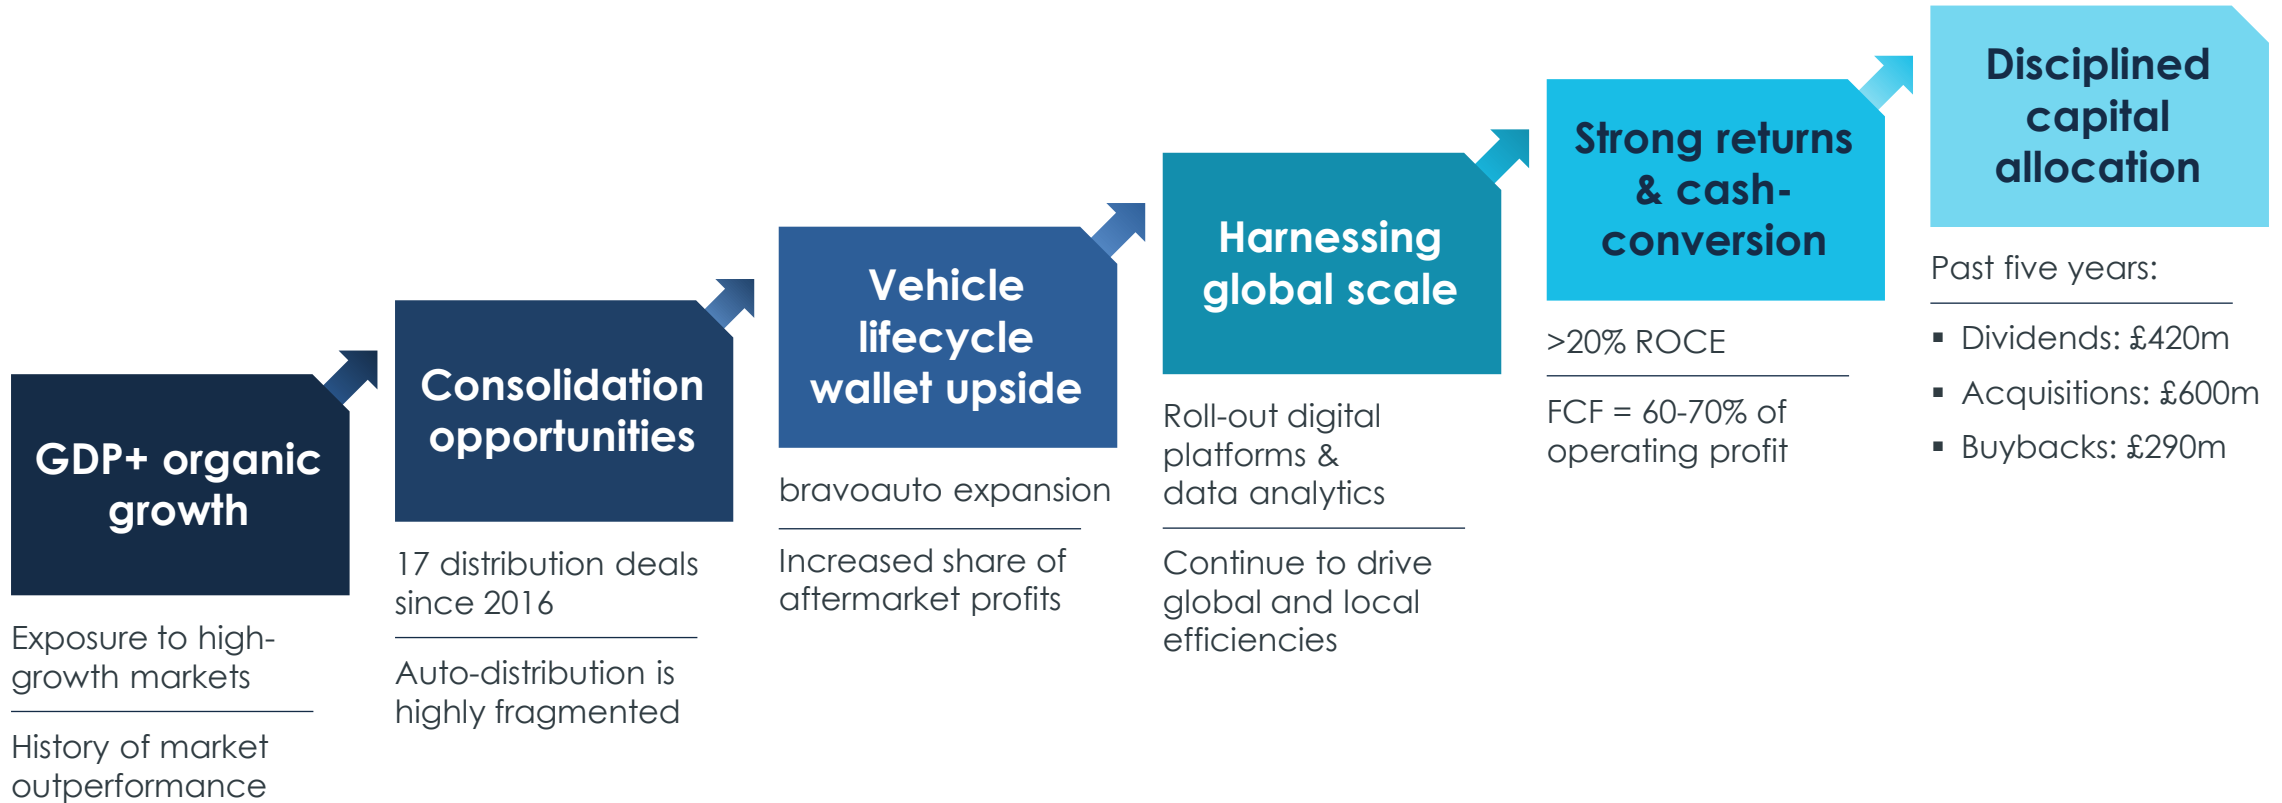 GDP+ organic
growth
Exposure to high-
growth markets
History of market
outperformance
Consolidation
opportunities
17 distribution deals
since 2016
Auto-distribution is
highly fragmented
Vehicle
lifecycle
wallet upside
bravoauto expansion
Increased share of
aftermarket profits
Harnessing
global scale
Roll-out digital
platforms &
data analytics
Continue to drive
global and local
efficiencies
Strong returns
& cash-
conversion
>20% ROCE
FCF = 60-70% of
operating profit
Disciplined
capital
allocation
Past five years:
▪ Dividends: £420m
▪ Acquisitions: £600m
▪ Buybacks: £290m